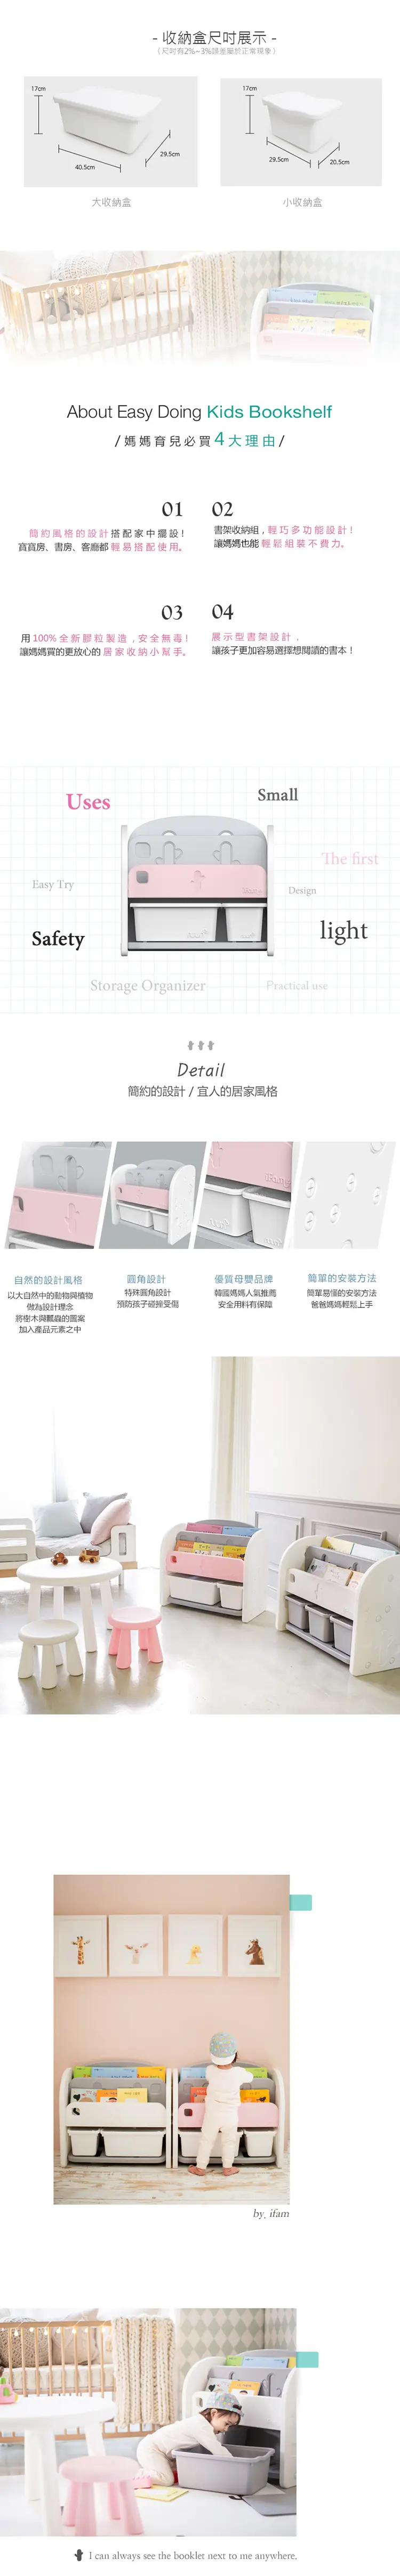 - 收納盒尺吋展示 -
（尺吋有2%~3%誤差屬於正常現象）
17cm
40.5cm
29.5cm
17cm
29.5cm
20.5cm
大收納盒
小收納盒
About Easy Doing Kids Bookshelf
/媽媽育兒必買4大理由/
01
簡約風格的設計搭配家中擺設!
寶寶房、書房、客廳都輕易搭配使用。
02
書架收納組，輕巧多功能設計!
讓媽媽也能輕鬆組裝不費力。
03
用100%全新膠粒製造，安全無毒!
讓媽媽買的更放心的居家收納小幫手。
04
展示型書架設計，
讓孩子更加容易選擇想閱讀的書本！
Uses
Small
The first
Easy Try
Design
Safety
light
Storage Organizer
Practical use
Detail
簡約的設計 / 宜人的居家風格
自然的設計風格
以大自然中的動物與植物
做為設計理念
將樹木與瓢蟲的圖案
加入產品元素之中
圓角設計
特殊圓角設計
預防孩子碰撞受傷
優質母嬰品牌
韓國媽媽人氣推薦
安全用料有保障
簡單的安裝方法
簡單易懂的安裝方法
爸爸媽媽輕鬆上手
by. ifam
I can always see the booklet next to me anywhere.